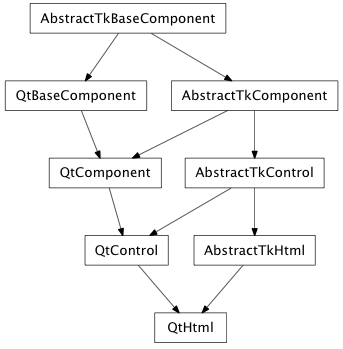 AbstractTkBaseComponent
QtBaseComponent
AbstractTkComponent
QtComponent
AbstractTkControl
QtControl
AbstractTkHtml
QtHtml